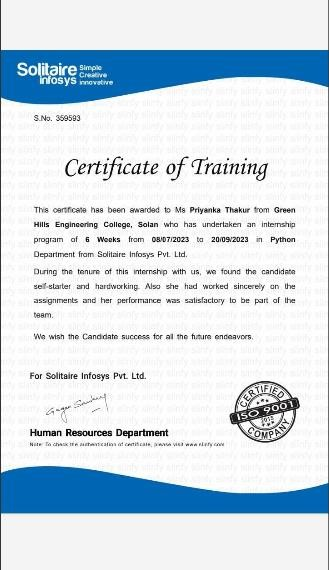 Solitaire
infosys
Simple
Creative
innovative
S.No. 359593
Certificate of Training
This certificate has been awarded to Ms Priyanka Thakur from Green
Hills Engineering College, Solan who has undertaken an internship
program of 6 Weeks from 08/07/2023 to 20/09/2023 in Python
Department from Solitaire Infosys Pvt. Ltd.
During the tenure of this internship with us, we found the candidate
self-starter and hardworking. Also she had worked sincerely on the
assignments and her performance was satisfactory to be part of the
team.
We wish the Candidate success for all the future endeavors.
For Solitaire Infosys Pvt. Ltd.
CERTIFIED
ISO 9001
COMPANY
Human Resources Department
Note: To check the authentication of certificate, please visit www.slinfy.com